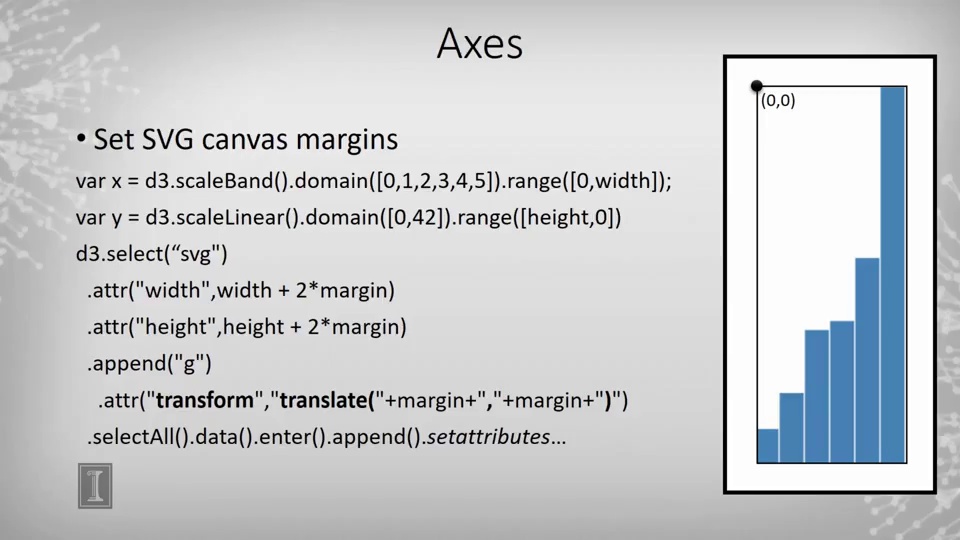 Axes
• Set SVG canvas margins
var x = d3.scaleBand().domain([0,1,2,3,4,5]).range([0,width]);
var y = d3.scaleLinear().domain([0,42]).range([height,0])
d3.select(“svg")
.attr("width",width + 2*margin)
.attr("height",height + 2*margin)
.append("g")
.attr("transform","translate("+margin+","+margin+")")
.selectAll().data().enter().append().setattributes…
(0,0)
I